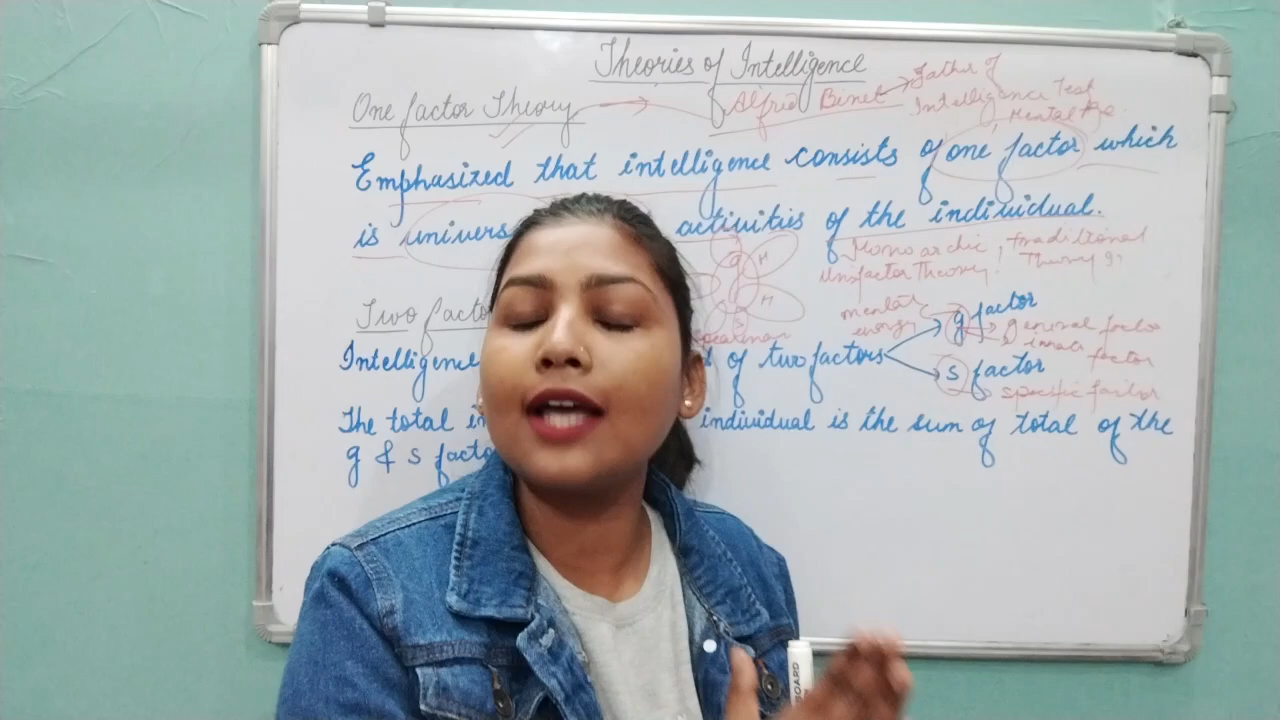 Theories of Intelligence
One factor Theory → Alfred Binet → Father of
Intelligence Test
Mental Age
Emphasized that intelligence consists of 'one' factor which
is univers activities of the individual.
Monoarchic, traditional
Unifactor Theory, Theory
g
H
H
S
Two facto
mental
energy
g factor
general factor
innate factor
Intelligence d of two factors
s factor
specific factor
The total in individual is the sum of total of the
g & s facto
BOARD